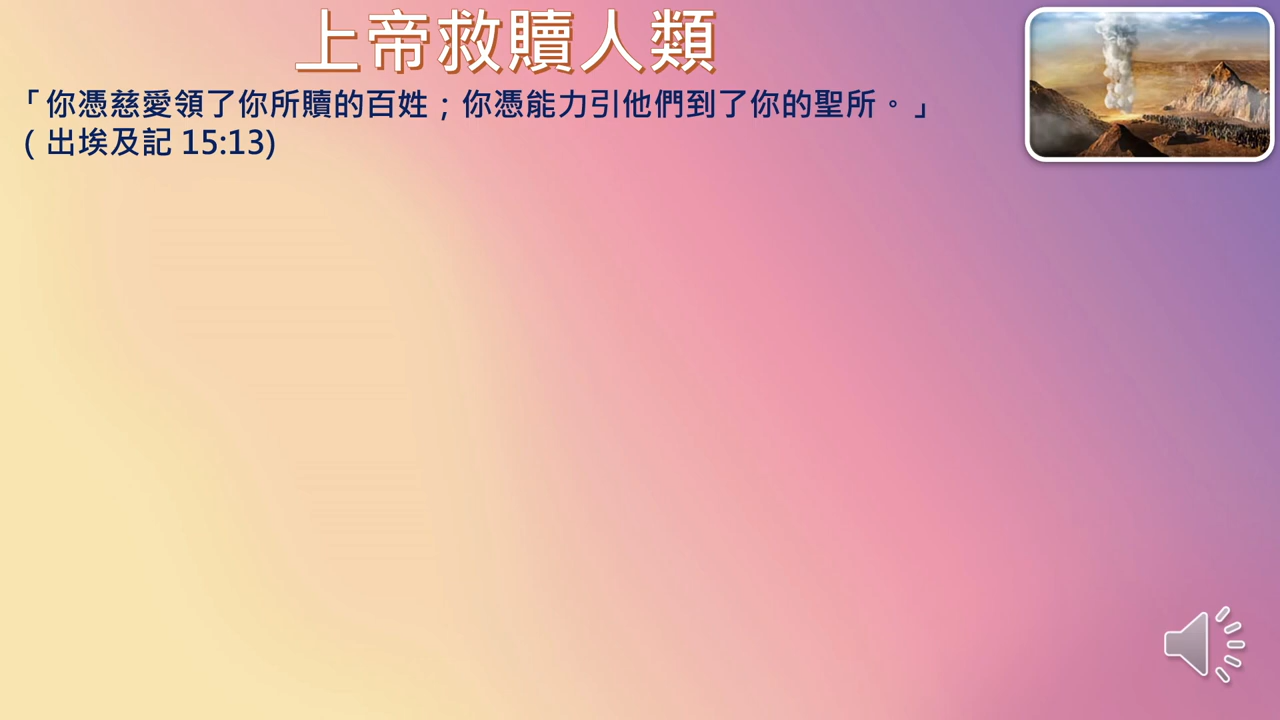 上帝救贖人類
「你憑慈愛領了你所贖的百姓；你憑能力引他們到了你的聖所。」
(出埃及記 15:13)